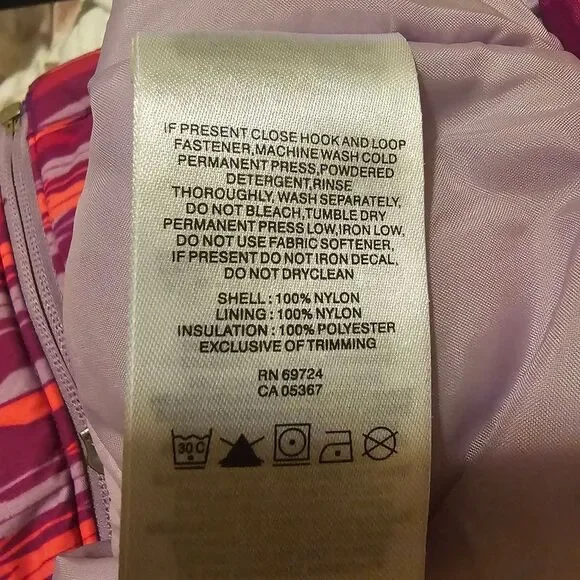 IF PRESENT CLOSE HOOK AND LOOP
FASTENER,MACHINE WASH COLD
PERMANENT PRESS,POWDERED
DETERGENT,RINSE
THOROUGHLY, WASH SEPARATELY,
DO NOT BLEACH,TUMBLE DRY
PERMANENT PRESS LOW,IRON LOW.
DO NOT USE FABRIC SOFTENER,
IF PRESENT DO NOT IRON DECAL,
DO NOT DRYCLEAN
SHELL : 100% NYLON
LINING : 100% NYLON
INSULATION : 100% POLYESTER
EXCLUSIVE OF TRIMMING
RN 69724
CA 05367
30 C